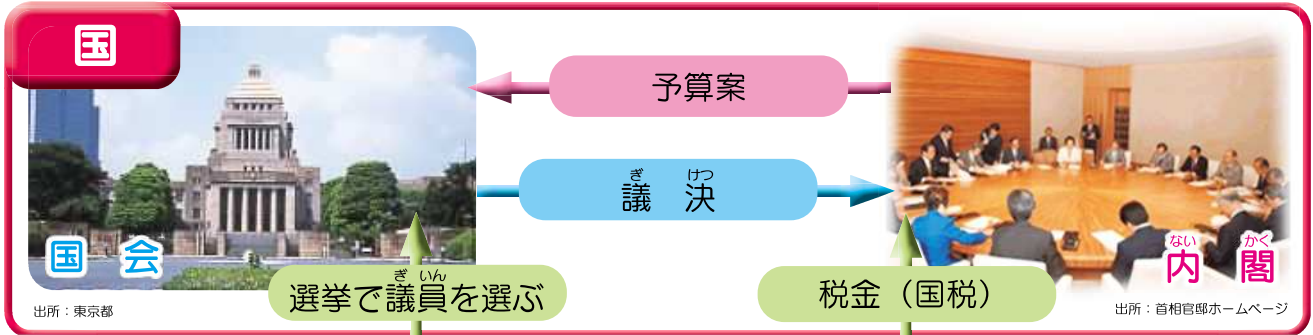 国
予算案
ぎ けつ
議 決
国 会
ない かく
内 閣
ぎ いん
選挙で議員を選ぶ
税金（国税）
出所：東京都
出所：首相官邸ホームページ